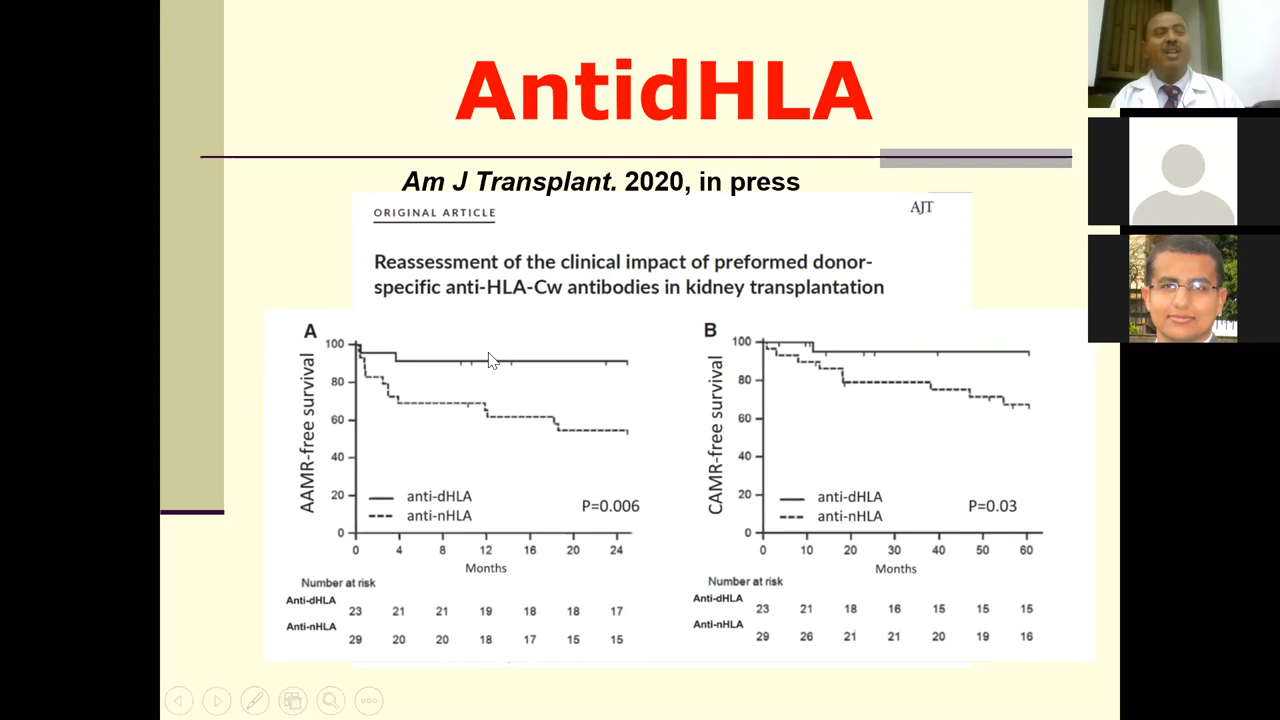 AntidHLA
Am J Transplant. 2020, in press
ORIGINAL ARTICLE
AJT
Reassessment of the clinical impact of preformed donor-
specific anti-HLA-Cw antibodies in kidney transplantation
A
AAMR-free survival
100
80
60
40
20
0
anti-dHLA
anti-nHLA
P=0.006
0 4 8 12 16 20 24
Months
Number at risk
Anti-dHLA 23 21 21 19 18 18 17
Anti-nHLA 29 20 20 18 17 15 15
B
CAMR-free survival
100
80
60
40
20
0
anti-dHLA
anti-nHLA
P=0.03
0 10 20 30 40 50 60
Months
Number at risk
Anti-dHLA 23 21 18 16 15 15 15
Anti-nHLA 29 26 21 21 20 19 16